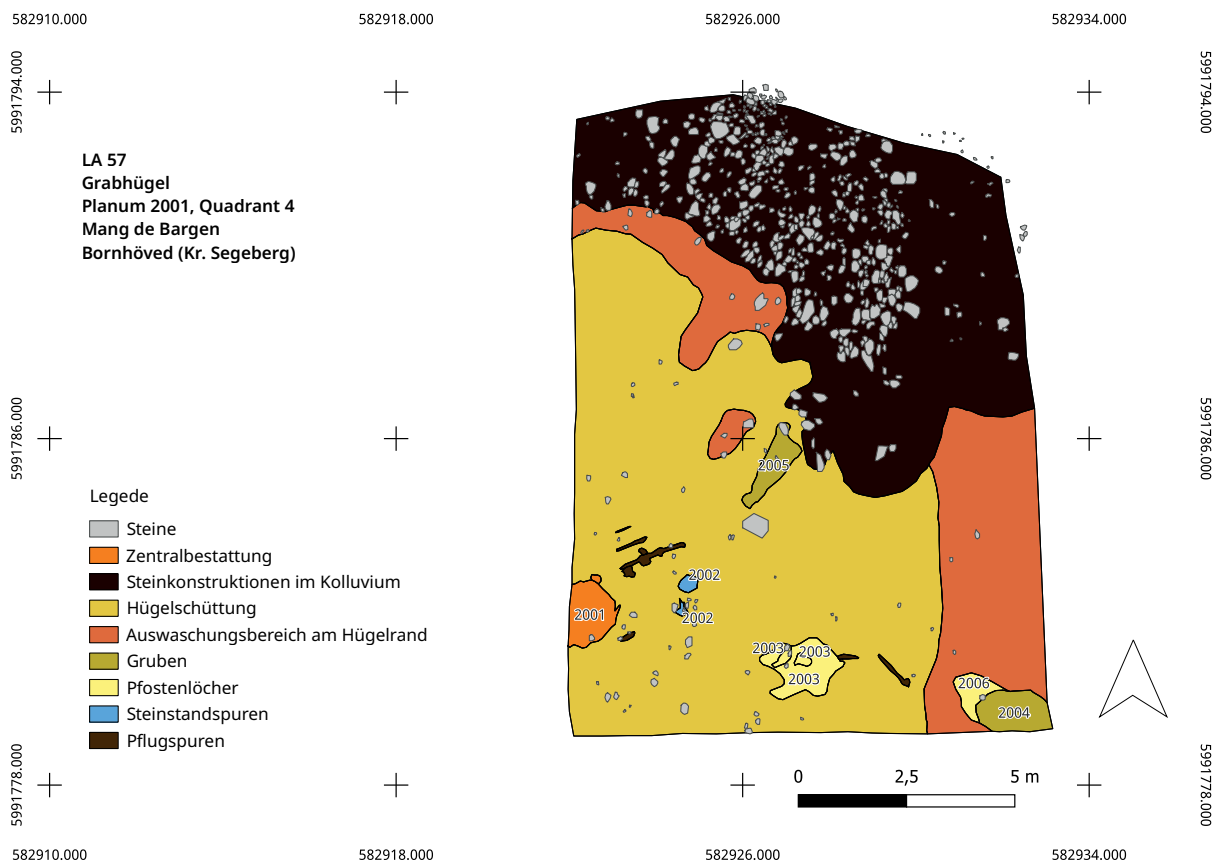 582910.000 582918.000 582926.000 582934.000
5991794.000 5991794.000
LA 57
Grabhügel
Planum 2001, Quadrant 4
Mang de Bargen
Bornhöved (Kr. Segeberg)
5991786.000 5991786.000
2005
Legede
Steine
Zentralbestattung
Steinkonstruktionen im Kolluvium
Hügelschüttung
Auswaschungsbereich am Hügelrand
Gruben
Pfostenlöcher
Steinstandspuren
Pflugspuren
2002
2001
2002
2003 2003
2003
2006
2004
5991778.000 5991778.000
0 2,5 5 m
582910.000 582918.000 582926.000 582934.000